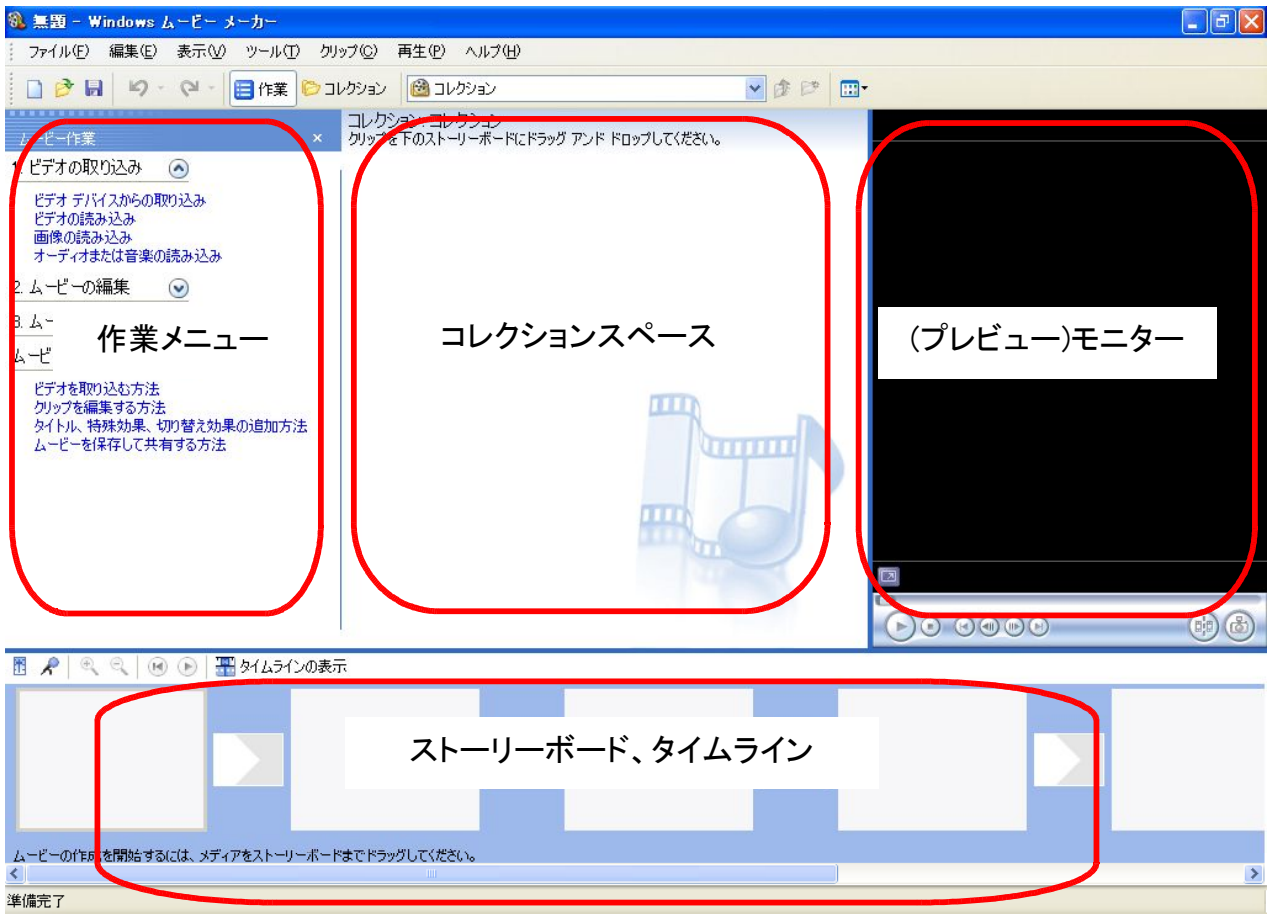 無題 - Windows ムービー メーカー
ファイル(F) 編集(E) 表示(V) ツール(T) クリップ(C) 再生(P) ヘルプ(H)
作業 コレクション コレクション
ムービー作業 ×
コレクション: コレクション
クリップを下のストーリーボードにドラッグ アンド ドロップしてください。
1. ビデオの取り込み
ビデオ デバイスからの取り込み
ビデオの読み込み
画像の読み込み
オーディオまたは音楽の読み込み
2. ムービーの編集
3. ムー
作業メニュー
ムービ
ビデオを取り込む方法
クリップを編集する方法
タイトル、特殊効果、切り替え効果の追加方法
ムービーを保存して共有する方法
コレクションスペース
(プレビュー)モニター
タイムラインの表示
ストーリーボード、タイムライン
ムービーの作成を開始するには、メディアをストーリーボードまでドラッグしてください。
準備完了